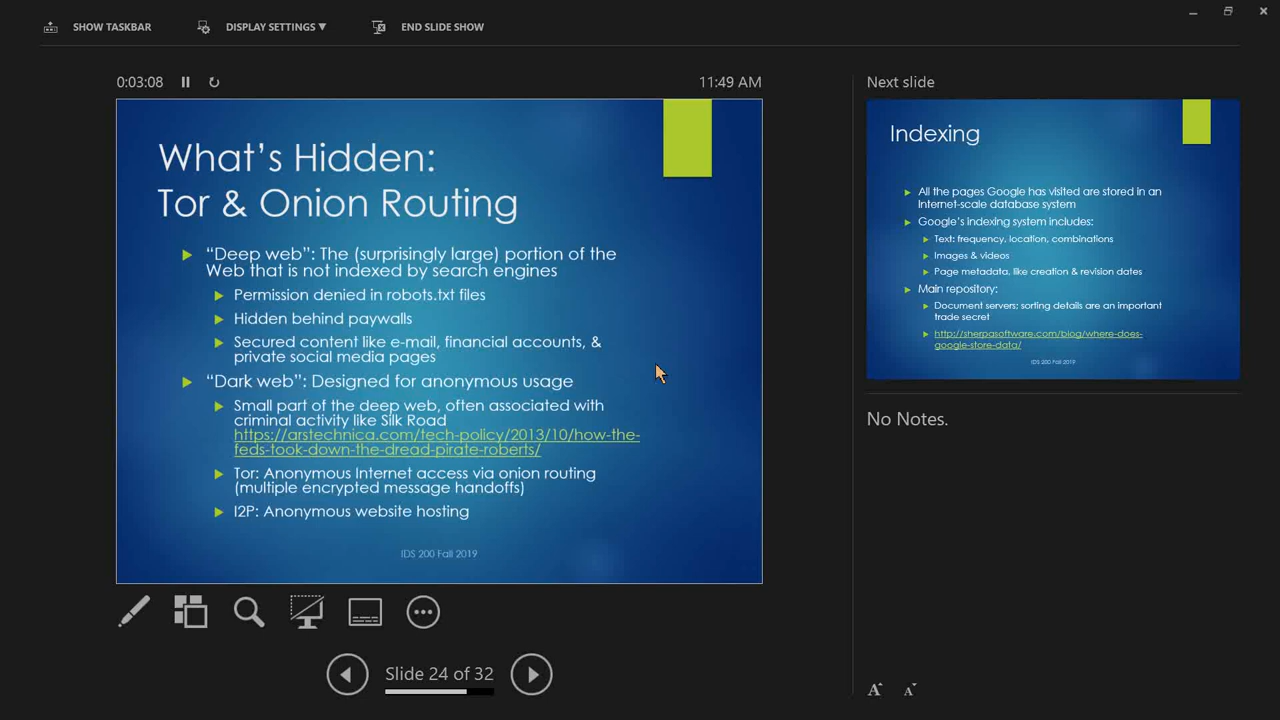 SHOW TASKBAR
DISPLAY SETTINGS ▼
END SLIDE SHOW
0:03:08
11:49 AM
What's Hidden:
Tor & Onion Routing
"Deep web": The (surprisingly large) portion of the
Web that is not indexed by search engines
Permission denied in robots.txt files
Hidden behind paywalls
Secured content like e-mail, financial accounts, &
private social media pages
"Dark web": Designed for anonymous usage
Small part of the deep web, often associated with
criminal activity like Silk Road
https://arstechnica.com/tech-policy/2013/10/how-the-
feds-took-down-the-dread-pirate-roberts/
Tor: Anonymous Internet access via onion routing
(multiple encrypted message handoffs)
I2P: Anonymous website hosting
IDS 200 Fall 2019
Slide 24 of 32
Next slide
Indexing
All the pages Google has visited are stored in an
Internet-scale database system
Google's indexing system includes:
Text: frequency, location, combinations
Images & videos
Page metadata, like creation & revision dates
Main repository:
Document servers; sorting details are an important
trade secret
http://sherpasoftware.com/blog/where-does-
google-store-data/
IDS 200 Fall 2019
No Notes.
A A